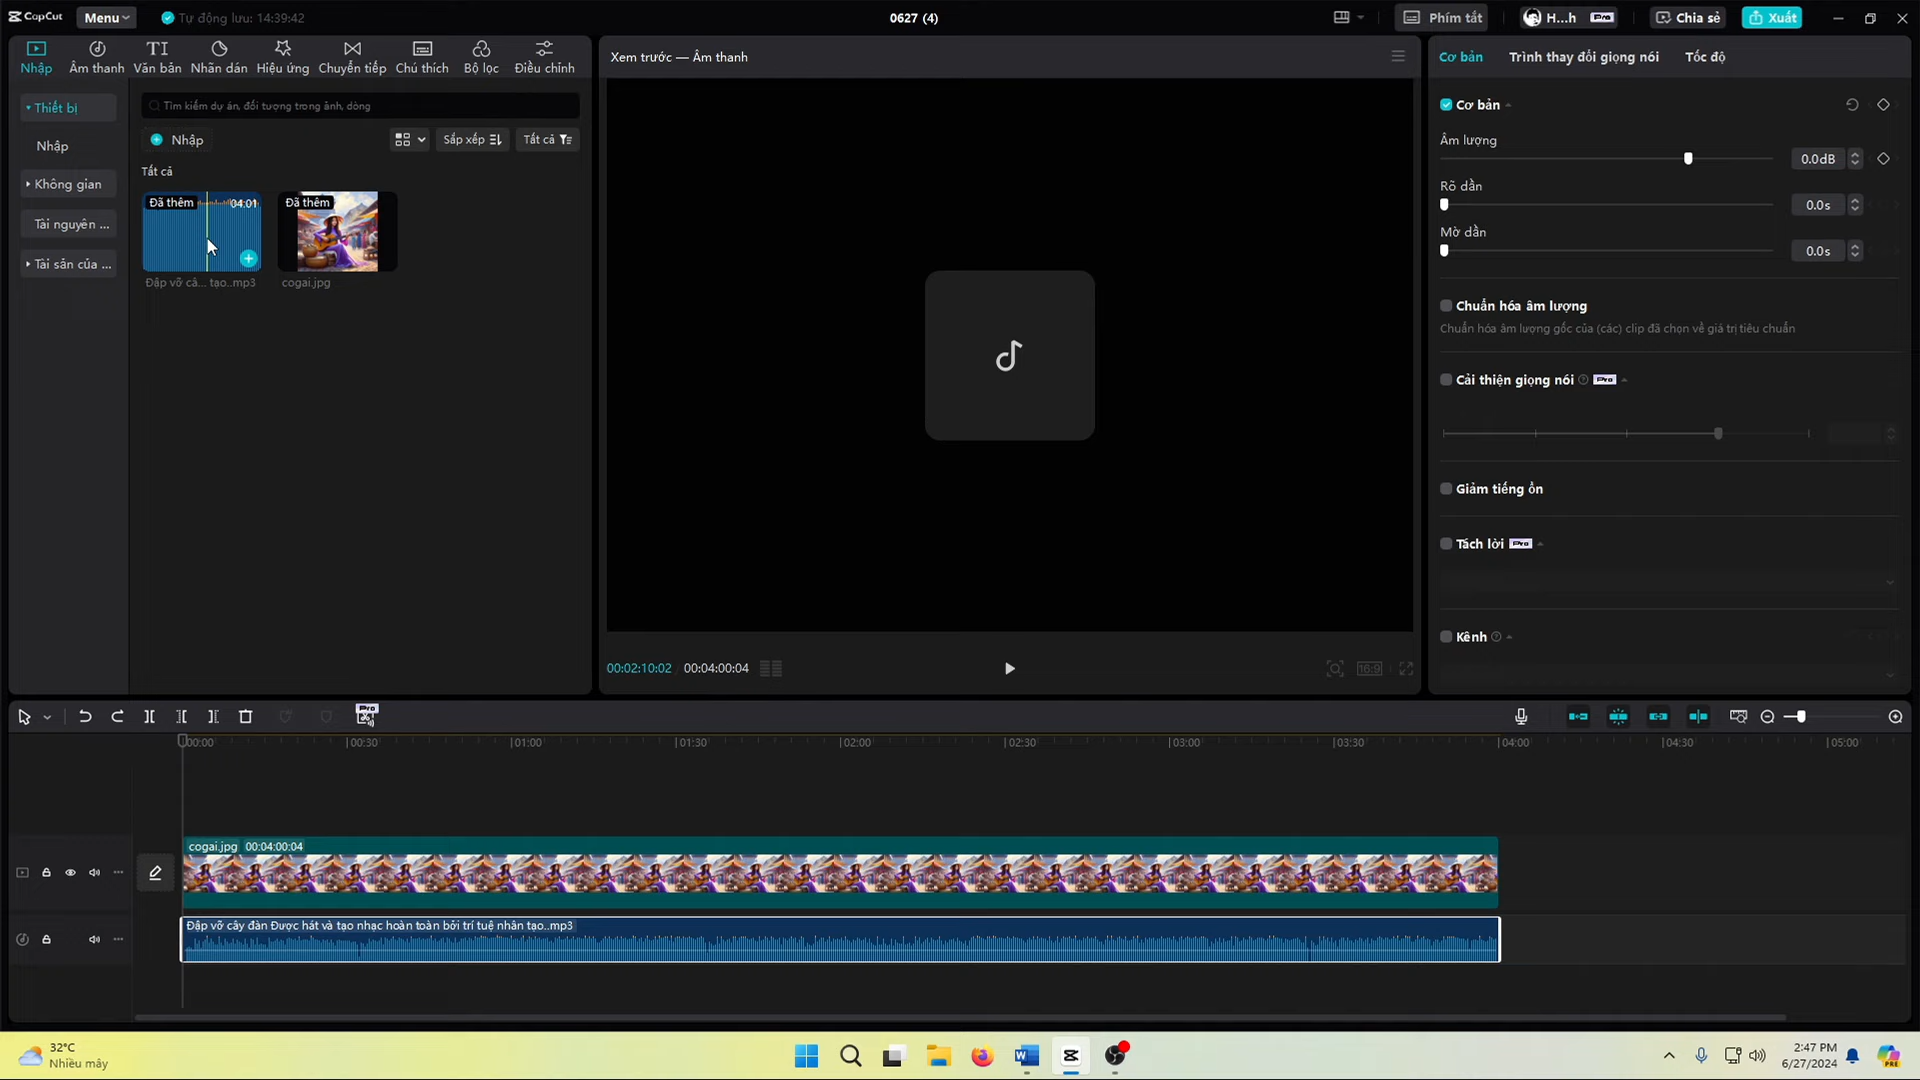 CapCut
Menu
Tự động lưu: 14:39:42
0627 (4)
Phím tắt
H...h
Pro
Chia sẻ
Xuất
Nhập
Âm thanh
Văn bản
Nhãn dán
Hiệu ứng
Chuyển tiếp
Chú thích
Bộ lọc
Điều chỉnh
Thiết bị
Nhập
Không gian
Tài nguyên ...
Tài sản của ...
Tìm kiếm dự án, đối tượng trong ảnh, dòng
Nhập
Sắp xếp
Tất cả
Tất cả
Đã thêm
04:01
Đã thêm
Đập vỡ câ... tạo..mp3
cogai.jpg
Xem trước — Âm thanh
00:02:10:02
00:04:00:04
16:9
Cơ bản
Trình thay đổi giọng nói
Tốc độ
Cơ bản
Âm lượng
0.0dB
Rõ dần
0.0s
Mờ dần
0.0s
Chuẩn hóa âm lượng
Chuẩn hóa âm lượng gốc của (các) clip đã chọn về giá trị tiêu chuẩn
Cải thiện giọng nói
Pro
Giảm tiếng ồn
Tách lời
Pro
Kênh
Pro
00:00
00:30
01:00
01:30
02:00
02:30
03:00
03:30
04:00
04:30
05:00
cogai.jpg 00:04:00:04
Đập vỡ cây đàn Được hát và tạo nhạc hoàn toàn bởi trí tuệ nhân tạo..mp3
32°C
Nhiều mây
2:47 PM
6/27/2024
PRE